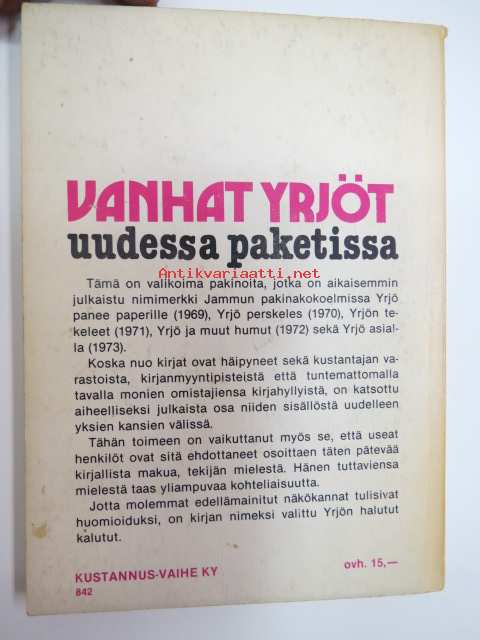 VANHAT YRJÖT
uudessa paketissa
Antikvariaatti.net
Tämä on valikoima pakinoita, jotka on aikaisemmin
julkaistu nimimerkki Jammun pakinakokoelmissa Yrjö
panee paperille (1969), Yrjö perskeles (1970), Yrjön te-
keleet (1971), Yrjö ja muut humut (1972) sekä Yrjö asial-
la (1973).
Koska nuo kirjat ovat häipyneet sekä kustantajan va-
rastoista, kirjanmyyntipisteistä että tuntemattomalla
tavalla monien omistajiensa kirjahyllyistä, on katsottu
aiheelliseksi julkaista osa niiden sisällöstä uudelleen
yksien kansien välissä.
Tähän toimeen on vaikuttanut myös se, että useat
henkilöt ovat sitä ehdottaneet osoittaen täten pätevää
kirjallista makua, tekijän mielestä. Hänen tuttaviensa
mielestä taas yliampuvaa kohteliaisuutta.
Jotta molemmat edellämainitut näkökannat tulisivat
huomioiduksi, on kirjan nimeksi valittu Yrjön halutut
kalutut.
KUSTANNUS-VAIHE KY
ovh. 15,—
842